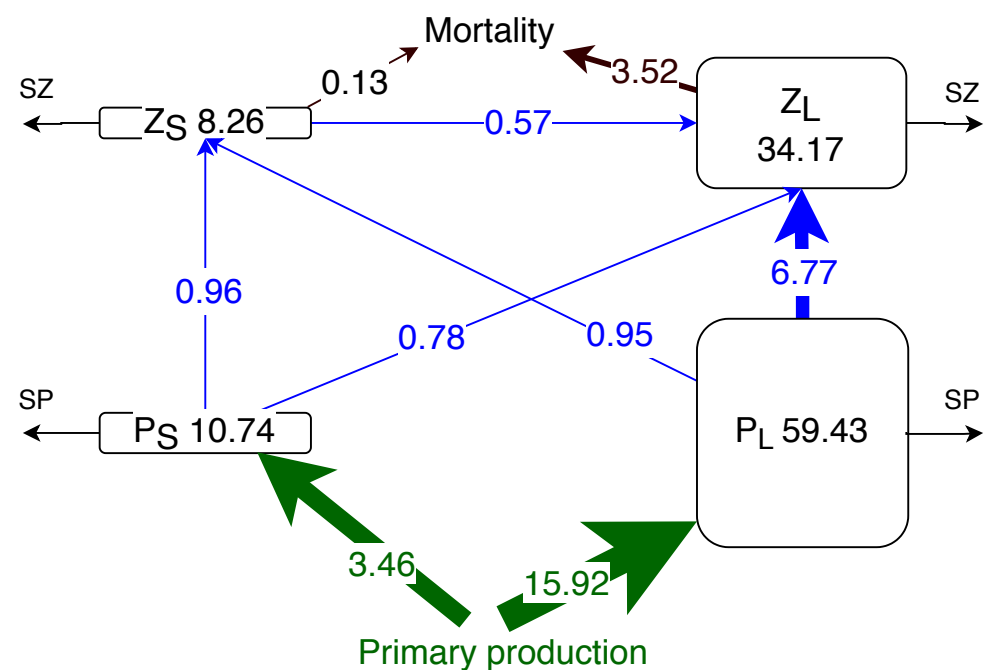 Mortality
SZ
0.13
3.52
SZ
ZS 8.26
0.57
ZL
34.17
0.96
6.77
0.78
0.95
SP
SP
PS 10.74
PL 59.43
3.46
15.92
Primary production